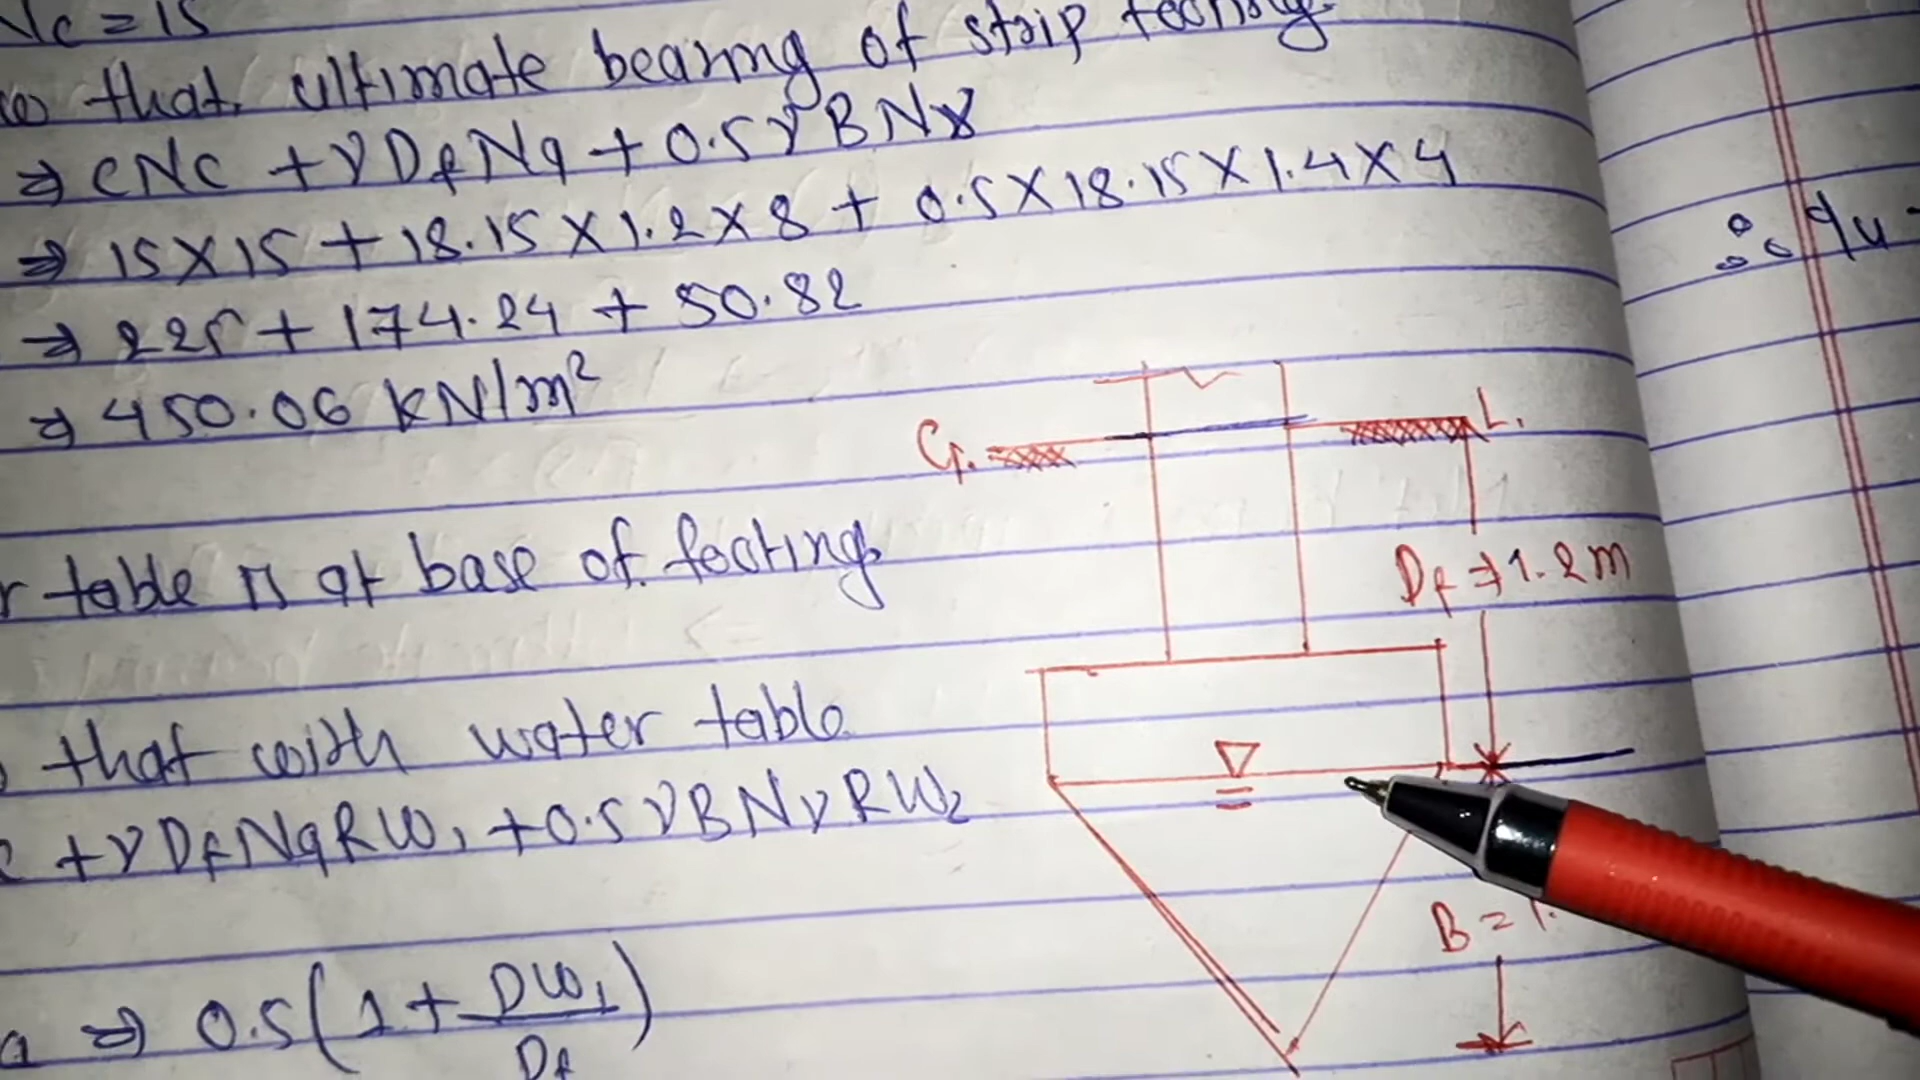 Nc = 15
that ultimate bearing of strip footing.
⇒ CNc + γDfNq + 0.5γBNγ
⇒ 15×15 + 18.15×1.2×8 + 0.5×18.15×1.4×4
⇒ 225 + 174.24 + 50.82
⇒ 450.06 KN/m²
G. L.
table is at base of footing
Df ⇒ 1.2m
that with water table
+ γDfNqRW1 + 0.5γBNγRW2
B = 1.
⇒ 0.5(1 + DW1/Df)
∴ qu